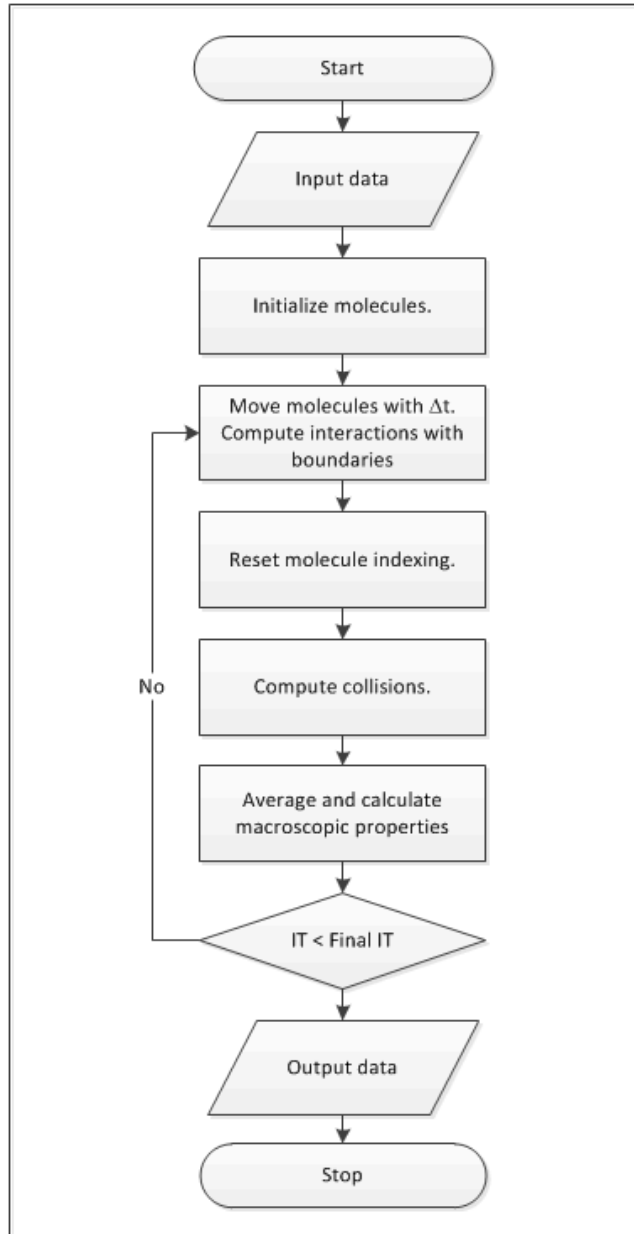 Start
Input data
Initialize molecules.
Move molecules with Δt.
Compute interactions with
boundaries
Reset molecule indexing.
Compute collisions.
No
Average and calculate
macroscopic properties
IT < Final IT
Output data
Stop